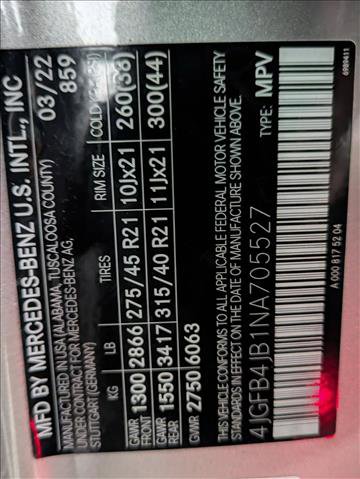 MFD BY MERCEDES-BENZ U.S. INTL., INC
MANUFACTURED IN USA (ALABAMA, TUSCALOOSA COUNTY)
UNDER CONTRACT FOR MERCEDES-BENZ AG,
STUTTGART GERMANY
03/22
859
KG LB TIRES RIM SIZE COLD
GAWR FRONT 1300 2866 275/45 R21 10Jx21 260(38)
GAWR REAR 1550 3417 315/40 R21 11Jx21 300(44)
GVWR 2750 6063
THIS VEHICLE CONFORMS TO ALL APPLICABLE FEDERAL MOTOR VEHICLE SAFETY
STANDARDS IN EFFECT ON THE DATE OF MANUFACTURE SHOWN ABOVE.
4JGFB4JB1NA705527 TYPE: MPV
A 000 817 52 04
6989411